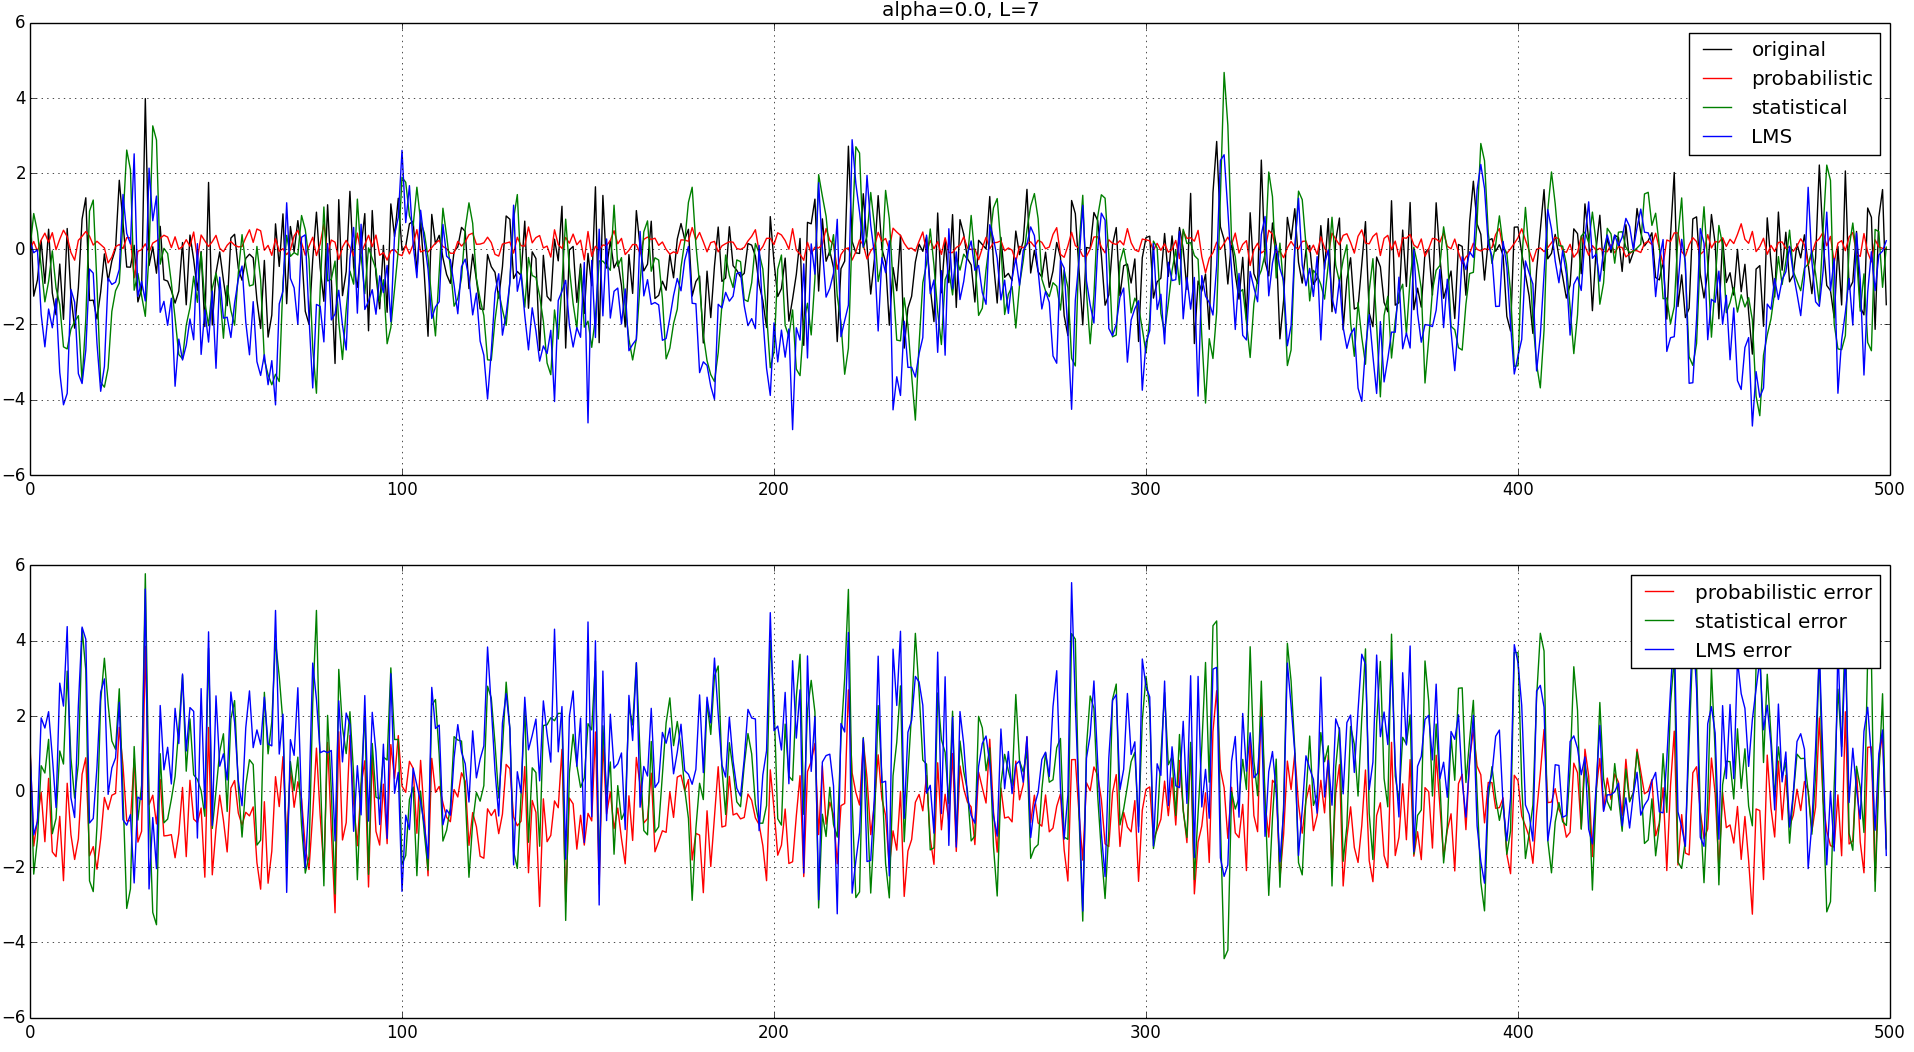 alpha=0.0, L=7
6
4
2
0
−2
−4
−6
original
probabilistic
statistical
LMS
0 100 200 300 400 500
6
4
2
0
−2
−4
−6
probabilistic error
statistical error
LMS error
0 100 200 300 400 500